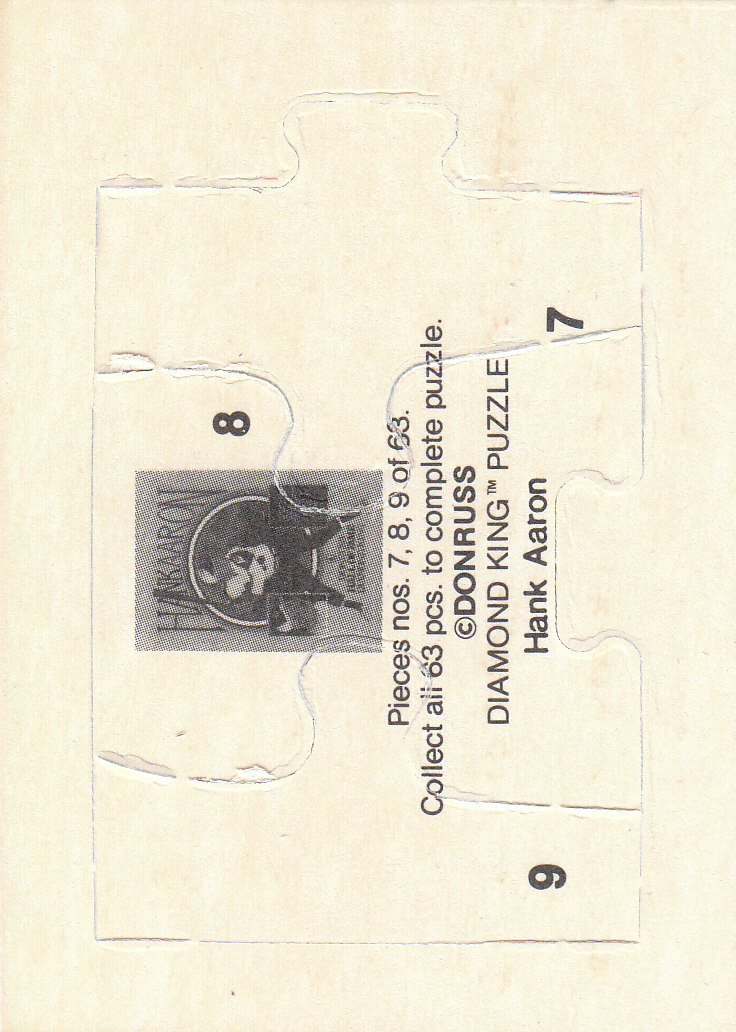 8
7
9
HANK AARON
Pieces nos. 7, 8, 9 of 63.
Collect all 63 pcs. to complete puzzle.
©DONRUSS
DIAMOND KING™ PUZZLE
Hank Aaron